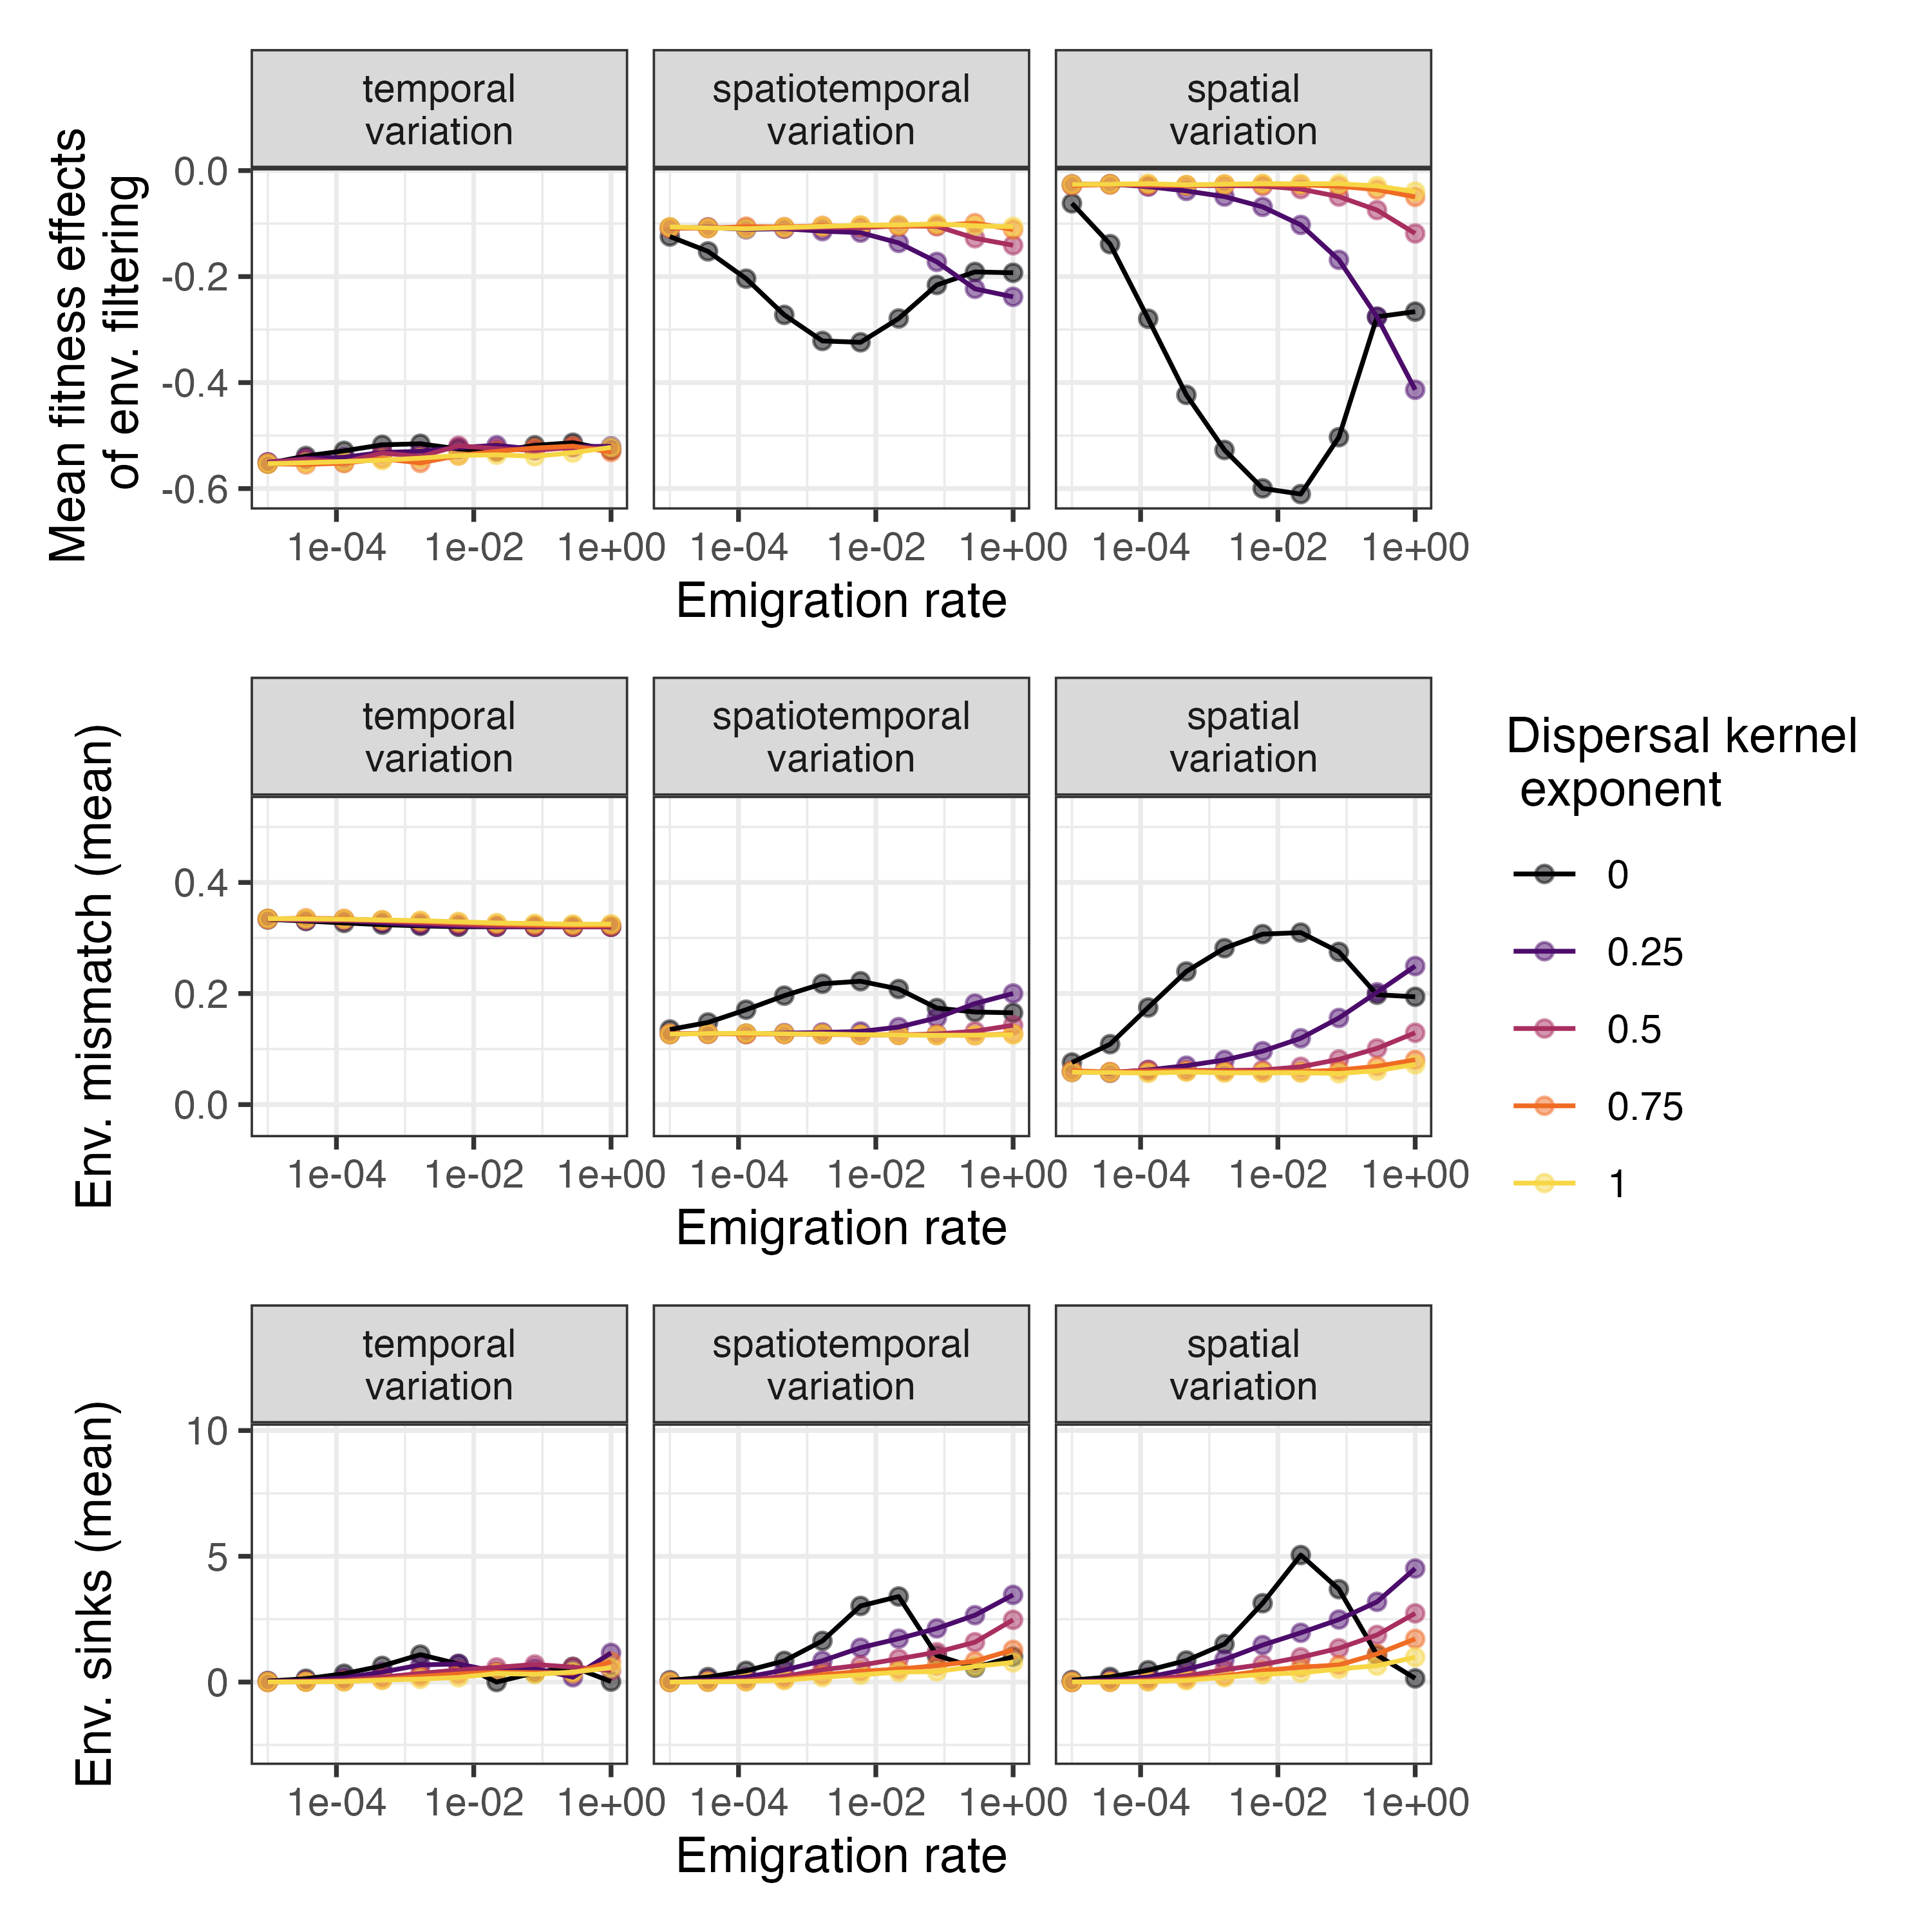 temporal
variation
spatiotemporal
variation
spatial
variation
Mean fitness effects
of env. filtering
0.0
-0.2
-0.4
-0.6
1e-04 1e-02 1e+00 1e-04 1e-02 1e+00 1e-04 1e-02 1e+00
Emigration rate
temporal
variation
spatiotemporal
variation
spatial
variation
Env. mismatch (mean)
0.4
0.2
0.0
1e-04 1e-02 1e+00 1e-04 1e-02 1e+00 1e-04 1e-02 1e+00
Emigration rate
Dispersal kernel
exponent
0
0.25
0.5
0.75
1
temporal
variation
spatiotemporal
variation
spatial
variation
Env. sinks (mean)
10
5
0
1e-04 1e-02 1e+00 1e-04 1e-02 1e+00 1e-04 1e-02 1e+00
Emigration rate